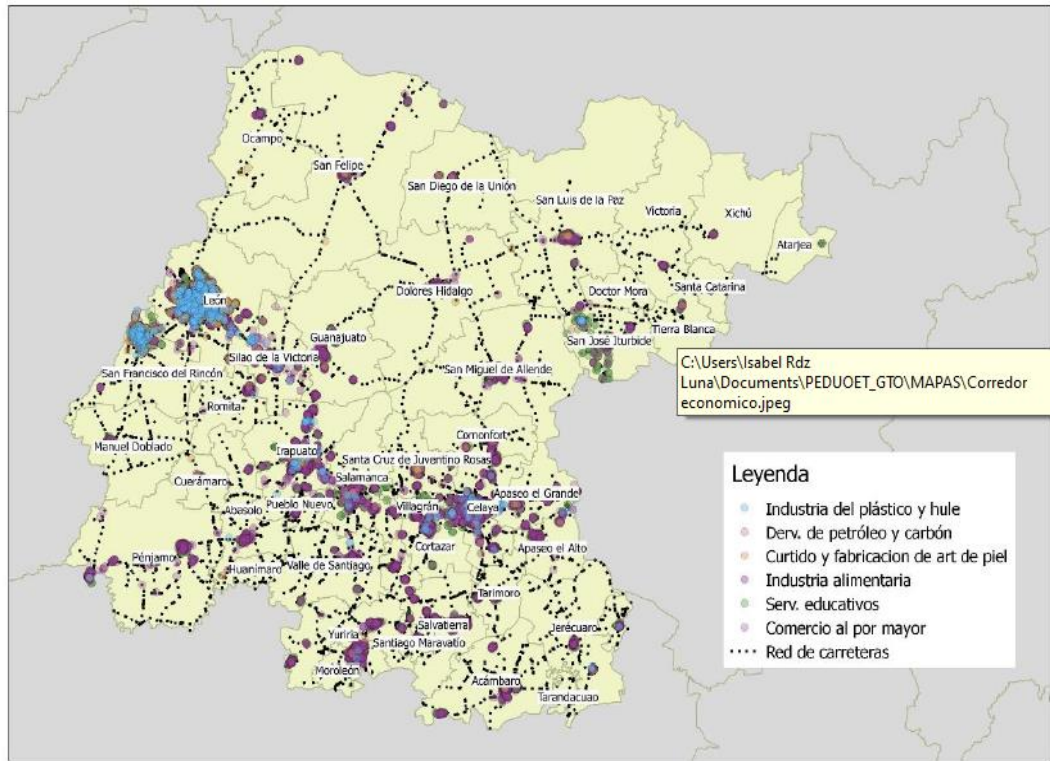 Ocampo
San Felipe
San Diego de la Unión
San Luis de la Paz
Victoria
Xichú
Atarjea
León
Dolores Hidalgo
Doctor Mora
Santa Catarina
Guanajuato
Tierra Blanca
San José Iturbide
Silao de la Victoria
San Francisco del Rincón
San Miguel de Allende
C:\Users\Isabel Rdz
Luna\Documents\PEDUOET_GTO\MAPAS\Corredor
economico.jpeg
Romita
Manuel Doblado
Comonfort
Irapuato
Santa Cruz de Juventino Rosas
Cuerámaro
Salamanca
Abasolo
Pueblo Nuevo
Villagrán
Celaya
Apaseo el Grande
Cortazar
Apaseo el Alto
Pénjamo
Huanímaro
Valle de Santiago
Tarimoro
Salvatierra
Yuriria
Santiago Maravatío
Jerécuaro
Moroleón
Acámbaro
Tarandacuao
Leyenda
Industria del plástico y hule
Derv. de petróleo y carbón
Curtido y fabricacion de art de piel
Industria alimentaria
Serv. educativos
Comercio al por mayor
Red de carreteras